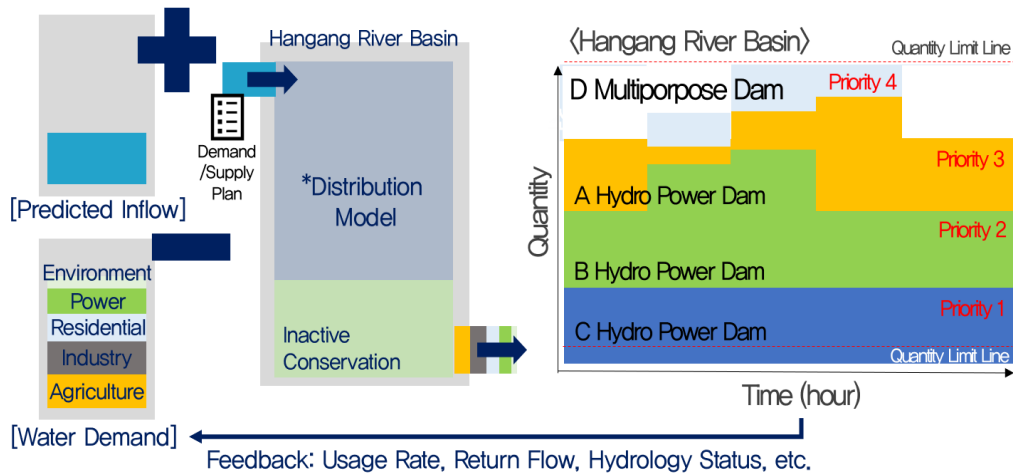 Hangang River Basin
[Predicted Inflow]
Demand
/Supply
Plan
*Distribution
Model
Inactive
Conservation
Environment
Power
Residential
Industry
Agriculture
[Water Demand]
〈Hangang River Basin〉
Quantity Limit Line
Quantity
D Multiporpose Dam
Priority 4
A Hydro Power Dam
Priority 3
B Hydro Power Dam
Priority 2
C Hydro Power Dam
Priority 1
Quantity Limit Line
Time (hour)
Feedback: Usage Rate, Return Flow, Hydrology Status, etc.